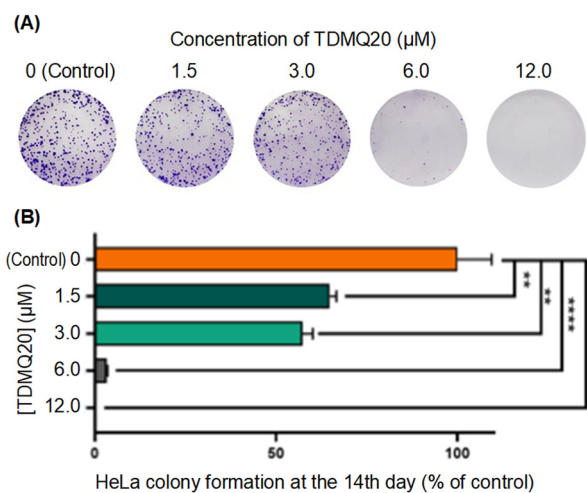 (A)
Concentration of TDMQ20 (µM)
0 (Control) 1.5 3.0 6.0 12.0
(B)
(Control) 0
1.5
3.0
6.0
12.0
[TDMQ20] (µM)
**
**
****
0 50 100
HeLa colony formation at the 14th day (% of control)